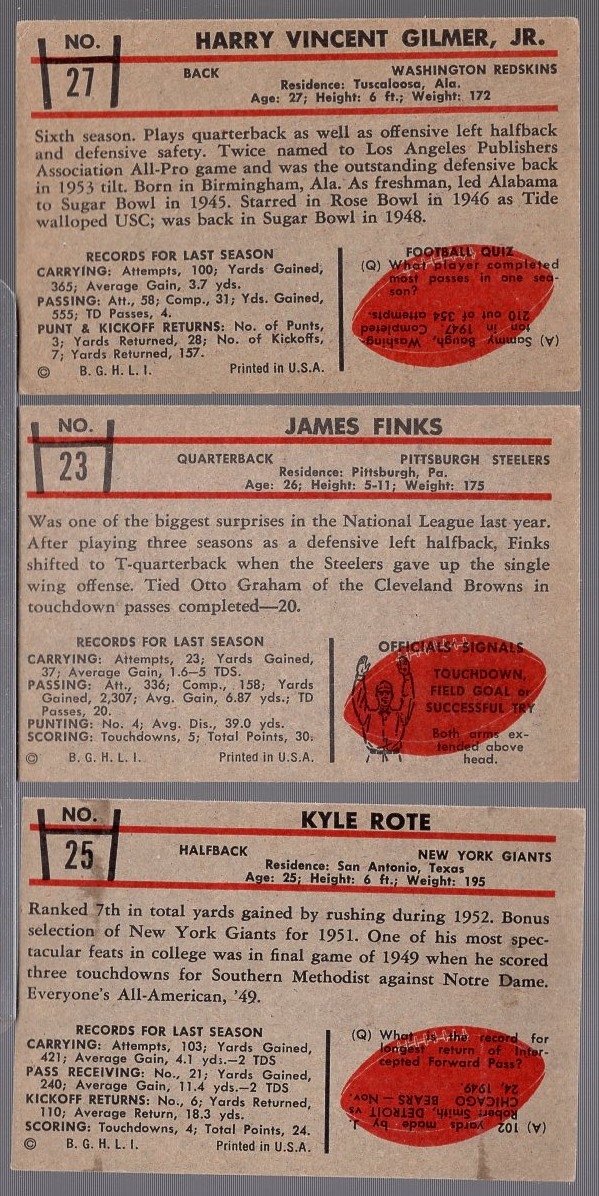 NO.
27
HARRY VINCENT GILMER, JR.
BACK WASHINGTON REDSKINS
Residence: Tuscaloosa, Ala.
Age: 27; Height: 6 ft.; Weight: 172
Sixth season. Plays quarterback as well as offensive left halfback
and defensive safety. Twice named to Los Angeles Publishers
Association All-Pro game and was the outstanding defensive back
in 1953 tilt. Born in Birmingham, Ala. As freshman, led Alabama
to Sugar Bowl in 1945. Starred in Rose Bowl in 1946 as Tide
walloped USC; was back in Sugar Bowl in 1948.
RECORDS FOR LAST SEASON
CARRYING: Attempts, 100; Yards Gained,
365; Average Gain, 3.7 yds.
PASSING: Att., 58; Comp., 31; Yds. Gained,
555; TD Passes, 4.
PUNT & KICKOFF RETURNS: No. of Punts,
3; Yards Returned, 28; No. of Kickoffs,
7; Yards Returned, 157.
© B. G. H. L. I. Printed in U.S.A.
FOOTBALL QUIZ
(Q) What player completed
most passes in one sea-
son?
(A) Sammy Baugh, Washing-
ton in 1947. Completed
210 out of 354 attempts.
NO.
23
JAMES FINKS
QUARTERBACK PITTSBURGH STEELERS
Residence: Pittsburgh, Pa.
Age: 26; Height: 5-11; Weight: 175
Was one of the biggest surprises in the National League last year.
After playing three seasons as a defensive left halfback, Finks
shifted to T-quarterback when the Steelers gave up the single
wing offense. Tied Otto Graham of the Cleveland Browns in
touchdown passes completed—20.
RECORDS FOR LAST SEASON
CARRYING: Attempts, 23; Yards Gained,
37; Average Gain, 1.6–5 TDS.
PASSING: Att., 336; Comp., 158; Yards
Gained, 2,307; Avg. Gain, 6.87 yds.; TD
Passes, 20.
PUNTING: No. 4; Avg. Dis., 39.0 yds.
SCORING: Touchdowns, 5; Total Points, 30.
© B. G. H. L. I. Printed in U.S.A.
OFFICIALS' SIGNALS
TOUCHDOWN,
FIELD GOAL or
SUCCESSFUL TRY
Both arms ex-
tended above
head.
NO.
25
KYLE ROTE
HALFBACK NEW YORK GIANTS
Residence: San Antonio, Texas
Age: 25; Height: 6 ft.; Weight: 195
Ranked 7th in total yards gained by rushing during 1952. Bonus
selection of New York Giants for 1951. One of his most spec-
tacular feats in college was in final game of 1949 when he scored
three touchdowns for Southern Methodist against Notre Dame.
Everyone's All-American, '49.
RECORDS FOR LAST SEASON
CARRYING: Attempts, 103; Yards Gained,
421; Average Gain, 4.1 yds.—2 TDS
PASS RECEIVING: No., 21; Yards Gained,
240; Average Gain, 11.4 yds.—2 TDS
KICKOFF RETURNS: No., 6; Yards Returned,
110; Average Return, 18.3 yds.
SCORING: Touchdowns, 4; Total Points, 24.
© B. G. H. L. I. Printed in U.S.A.
(Q) What is the record for
longest return of Inter-
cepted Forward Pass?
(A) 102 yards made by J.
Robert Smith, DETROIT vs
CHICAGO BEARS — Nov.
24, 1949.